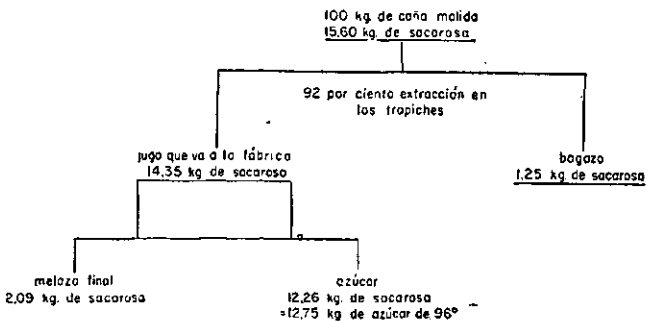 100 kg. de caña molida
15.60 kg. de sacarosa
92 por ciento extracción en
los tropiches
jugo que va a la fábrica
14.35 kg. de sacarosa
bagazo
1,25 kg. de sacarosa
melaza final
2,09 kg. de sacarosa
azúcar
12,26 kg. de sacarosa
=12,75 kg de azúcar de 96°